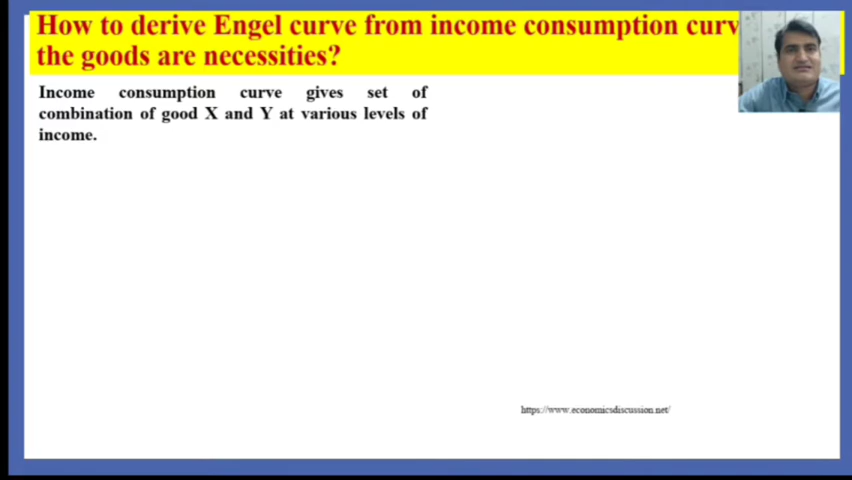 How to derive Engel curve from income consumption curv
the goods are necessities?
Income consumption curve gives set of
combination of good X and Y at various levels of
income.
https://www.economicsdiscussion.net/